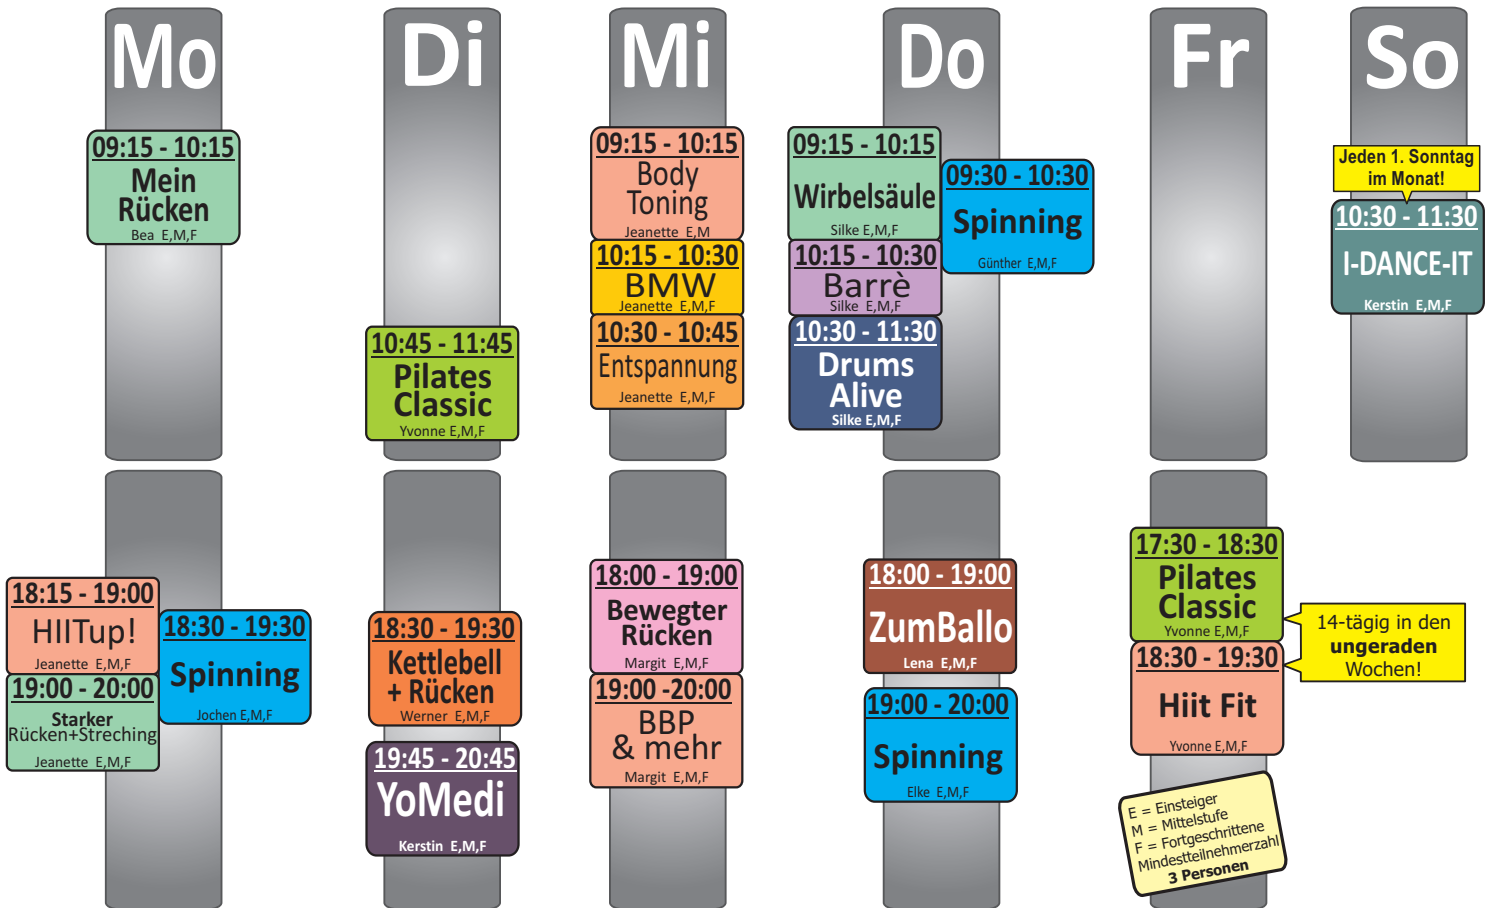 Mo
09:15 - 10:15
Mein
Rücken
Bea E,M,F
18:15 - 19:00
HIITup!
Jeanette E,M,F
19:00 - 20:00
Starker
Rücken+Streching
Jeanette E,M,F
18:30 - 19:30
Spinning
Jochen E,M,F
Di
10:45 - 11:45
Pilates
Classic
Yvonne E,M,F
18:30 - 19:30
Kettlebell
+ Rücken
Werner E,M,F
19:45 - 20:45
YoMedi
Kerstin E,M,F
Mi
09:15 - 10:15
Body
Toning
Jeanette E,M
10:15 - 10:30
BMW
Jeanette E,M,F
10:30 - 10:45
Entspannung
Jeanette E,M,F
18:00 - 19:00
Bewegter
Rücken
Margit E,M,F
19:00 -20:00
BBP
& mehr
Margit E,M,F
Do
09:15 - 10:15
Wirbelsäule
Silke E,M,F
09:30 - 10:30
Spinning
Günther E,M,F
10:15 - 10:30
Barrè
Silke E,M,F
10:30 - 11:30
Drums
Alive
Silke E,M,F
18:00 - 19:00
ZumBallo
Lena E,M,F
19:00 - 20:00
Spinning
Elke E,M,F
Fr
17:30 - 18:30
Pilates
Classic
Yvonne E,M,F
18:30 - 19:30
Hiit Fit
Yvonne E,M,F
14-tägig in den
ungeraden
Wochen!
E = Einsteiger
M = Mittelstufe
F = Fortgeschrittene
Mindestteilnehmerzahl
3 Personen
So
Jeden 1. Sonntag
im Monat!
10:30 - 11:30
I-DANCE-IT
Kerstin E,M,F